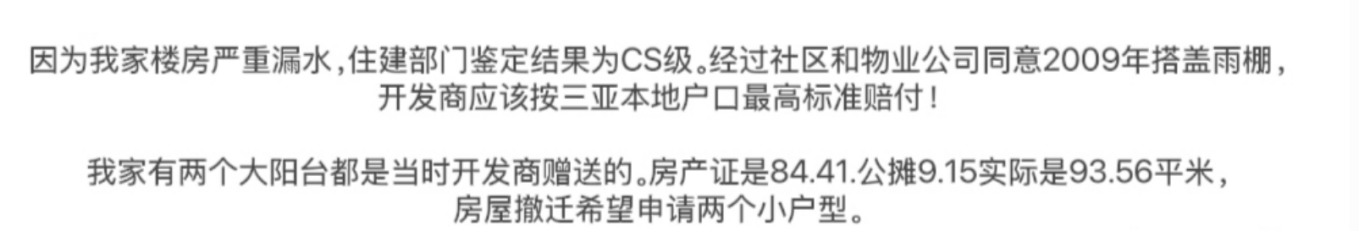 因为我家楼房严重漏水,住建部门鉴定结果为CS级。经过社区和物业公司同意2009年搭盖雨棚,
开发商应该按三亚本地户口最高标准赔付！
我家有两个大阳台都是当时开发商赠送的。房产证是84.41.公摊9.15实际是93.56平米,
房屋撤迁希望申请两个小户型。